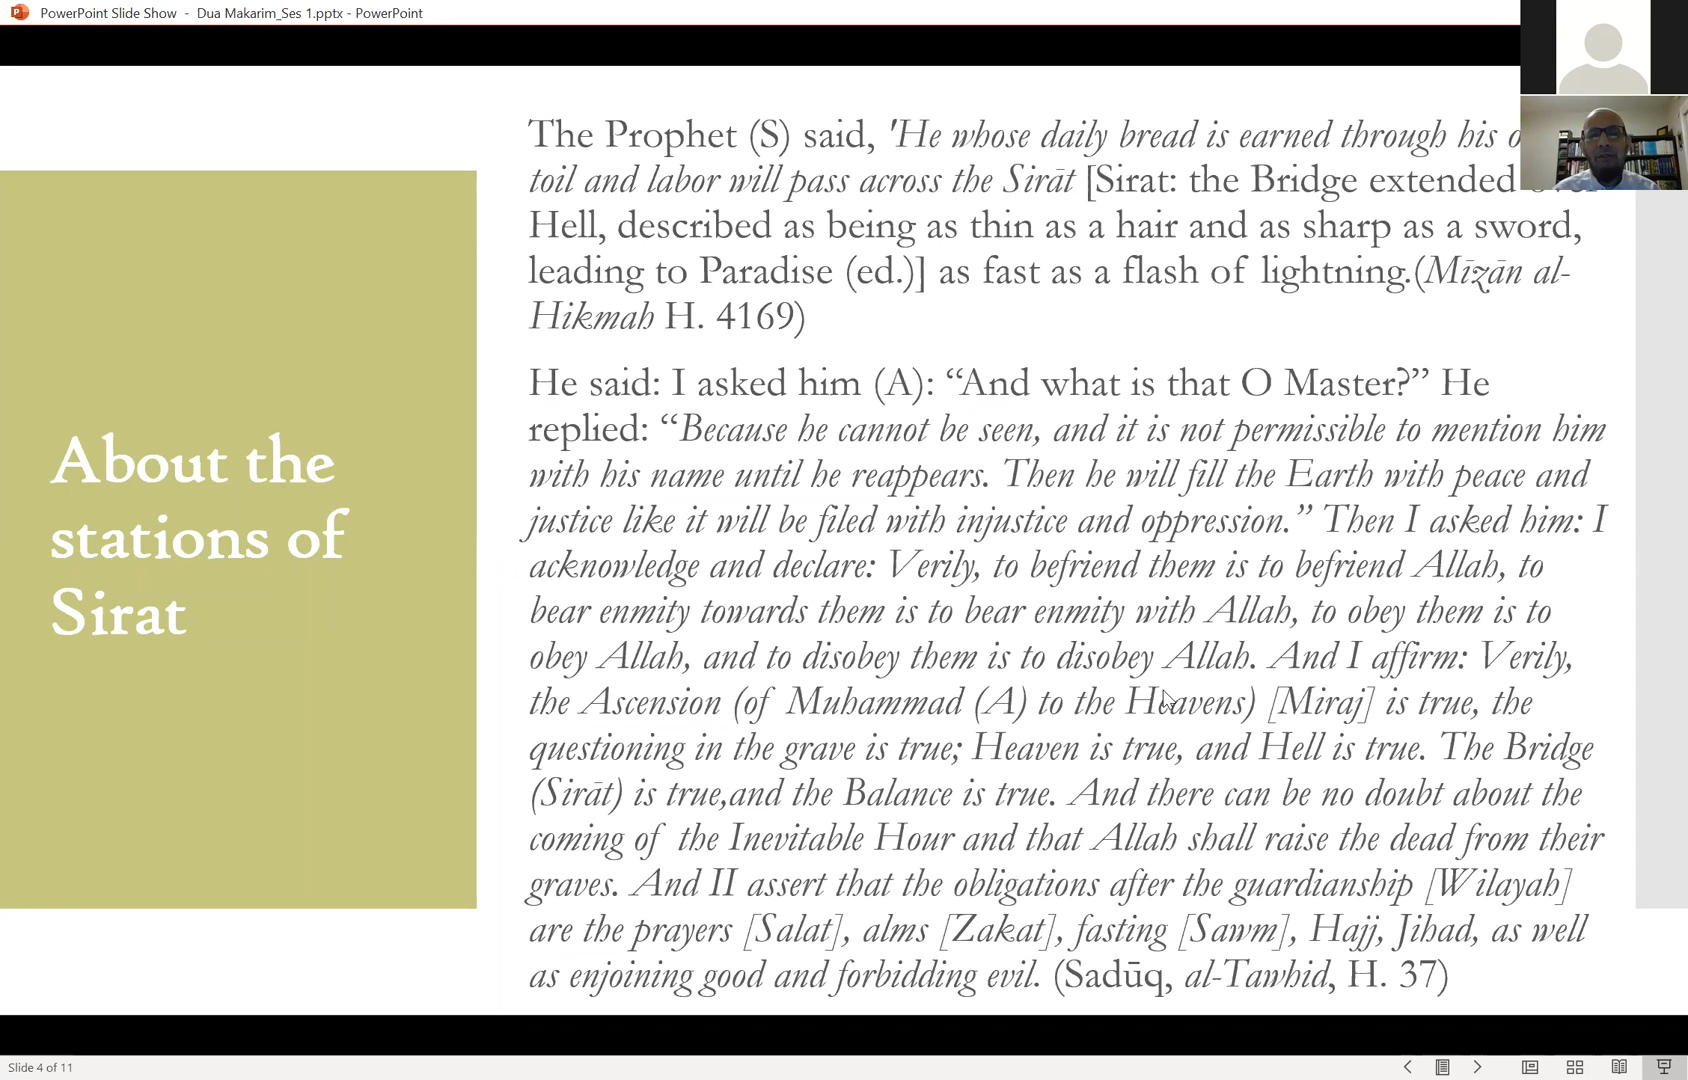 PowerPoint Slide Show - Dua Makarim_Ses 1.pptx - PowerPoint
About the
stations of
Sirat
The Prophet (S) said, 'He whose daily bread is earned through his
toil and labor will pass across the Sirāt [Sirat: the Bridge extended
Hell, described as being as thin as a hair and as sharp as a sword,
leading to Paradise (ed.)] as fast as a flash of lightning.(Mīzān al-
Hikmah H. 4169)
He said: I asked him (A): “And what is that O Master?” He
replied: “Because he cannot be seen, and it is not permissible to mention him
with his name until he reappears. Then he will fill the Earth with peace and
justice like it will be filed with injustice and oppression.” Then I asked him: I
acknowledge and declare: Verily, to befriend them is to befriend Allah, to
bear enmity towards them is to bear enmity with Allah, to obey them is to
obey Allah, and to disobey them is to disobey Allah. And I affirm: Verily,
the Ascension (of Muhammad (A) to the Heavens) [Miraj] is true, the
questioning in the grave is true; Heaven is true, and Hell is true. The Bridge
(Sirāt) is true,and the Balance is true. And there can be no doubt about the
coming of the Inevitable Hour and that Allah shall raise the dead from their
graves. And II assert that the obligations after the guardianship [Wilayah]
are the prayers [Salat], alms [Zakat], fasting [Sawm], Hajj, Jihad, as well
as enjoining good and forbidding evil. (Sadūq, al-Tawhid, H. 37)
Slide 4 of 11